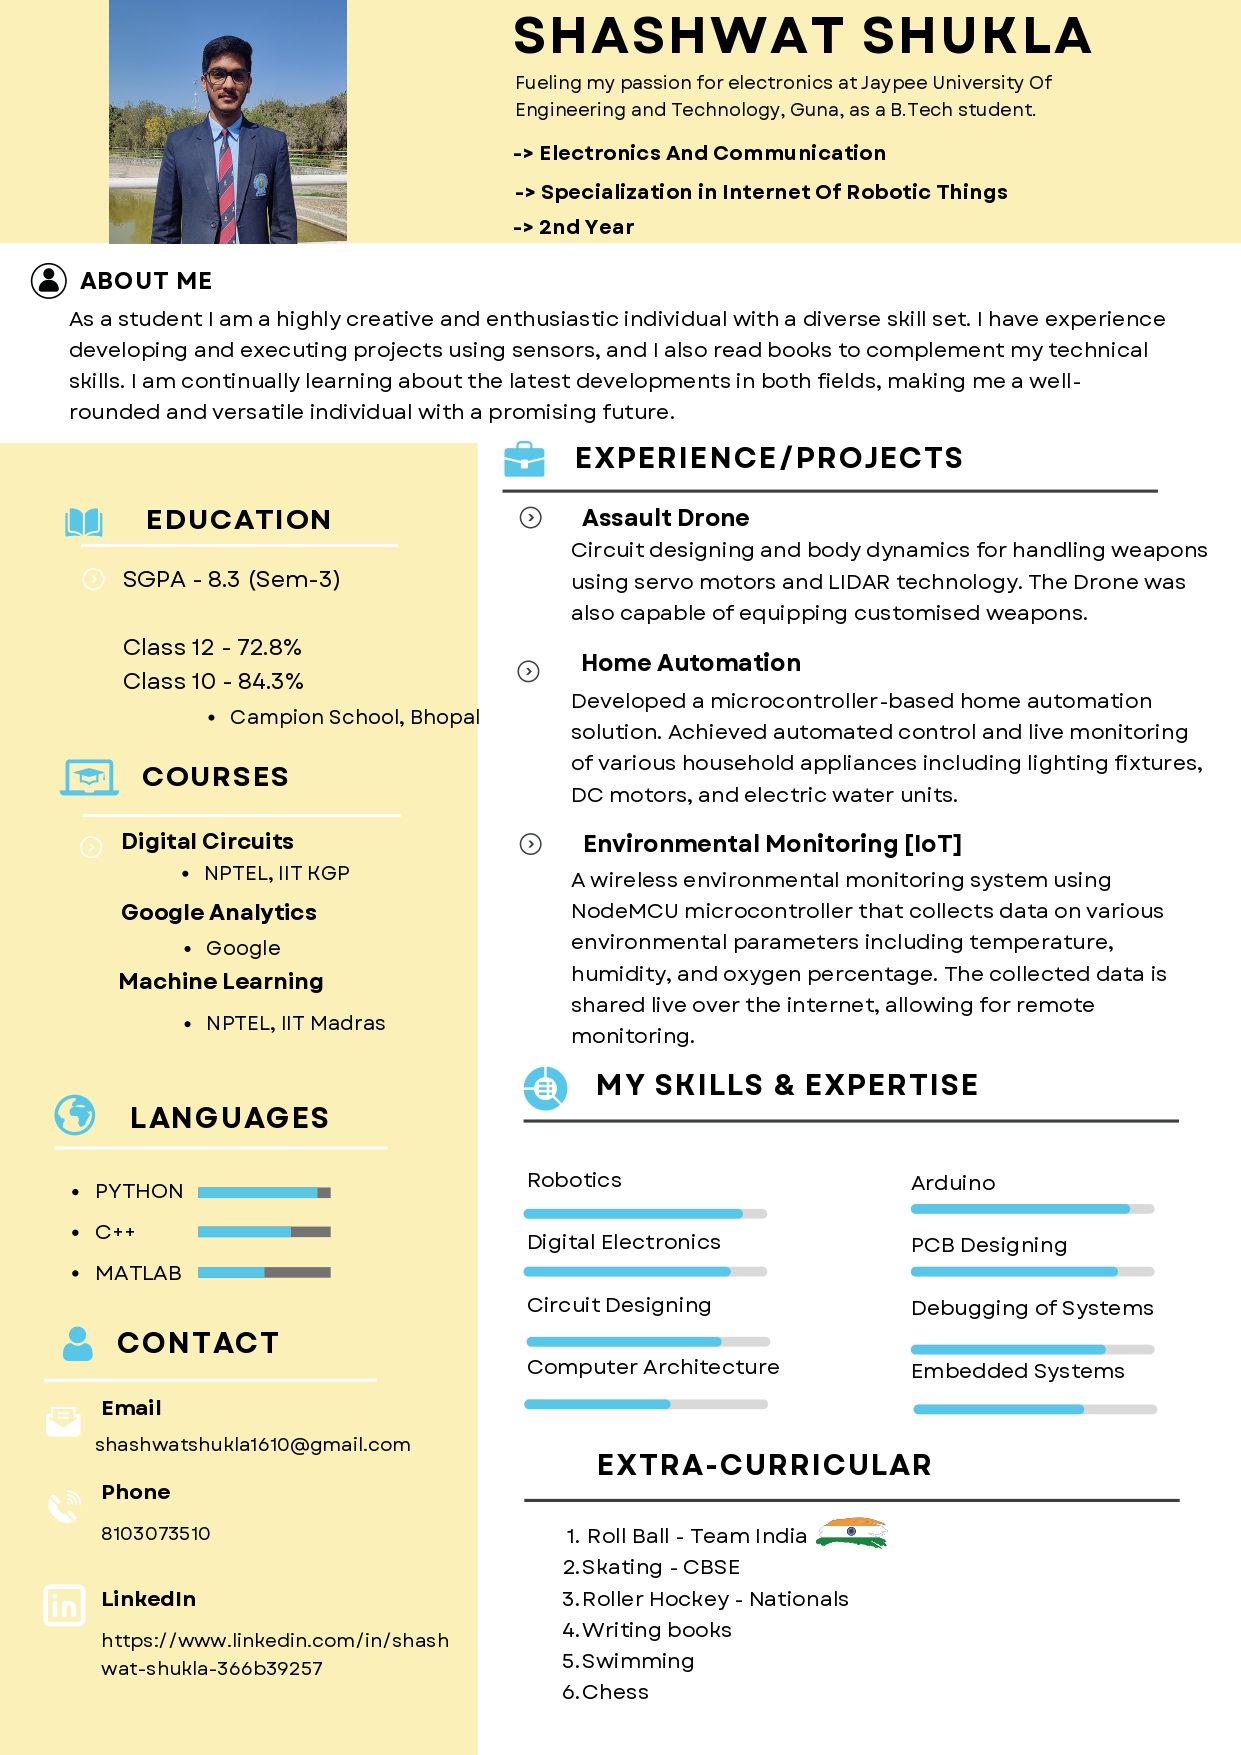 SHASHWAT SHUKLA
Fueling my passion for electronics at Jaypee University Of
Engineering and Technology, Guna, as a B.Tech student.
-> Electronics And Communication
-> Specialization in Internet Of Robotic Things
-> 2nd Year
ABOUT ME
As a student I am a highly creative and enthusiastic individual with a diverse skill set. I have experience
developing and executing projects using sensors, and I also read books to complement my technical
skills. I am continually learning about the latest developments in both fields, making me a well-
rounded and versatile individual with a promising future.
EDUCATION
SGPA - 8.3 (Sem-3)
Class 12 - 72.8%
Class 10 - 84.3%
• Campion School, Bhopal
COURSES
Digital Circuits
• NPTEL, IIT KGP
Google Analytics
• Google
Machine Learning
• NPTEL, IIT Madras
LANGUAGES
• PYTHON
• C++
• MATLAB
CONTACT
Email
shashwatshukla1610@gmail.com
Phone
8103073510
LinkedIn
https://www.linkedin.com/in/shash
wat-shukla-366b39257
EXPERIENCE/PROJECTS
Assault Drone
Circuit designing and body dynamics for handling weapons
using servo motors and LIDAR technology. The Drone was
also capable of equipping customised weapons.
Home Automation
Developed a microcontroller-based home automation
solution. Achieved automated control and live monitoring
of various household appliances including lighting fixtures,
DC motors, and electric water units.
Environmental Monitoring [IoT]
A wireless environmental monitoring system using
NodeMCU microcontroller that collects data on various
environmental parameters including temperature,
humidity, and oxygen percentage. The collected data is
shared live over the internet, allowing for remote
monitoring.
MY SKILLS & EXPERTISE
Robotics
Digital Electronics
Circuit Designing
Computer Architecture
Arduino
PCB Designing
Debugging of Systems
Embedded Systems
EXTRA-CURRICULAR
1. Roll Ball - Team India
2. Skating - CBSE
3. Roller Hockey - Nationals
4. Writing books
5. Swimming
6. Chess